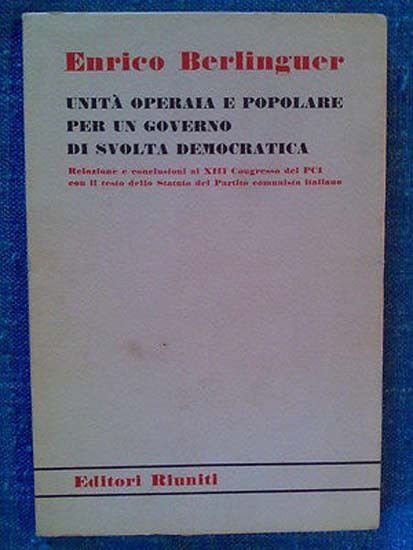 Enrico Berlinguer
UNITÀ OPERAIA E POPOLARE
PER UN GOVERNO
DI SVOLTA DEMOCRATICA
Relazione e conclusioni al XIII Congresso del PCI
con il testo dello Statuto del Partito comunista italiano
Editori Riuniti